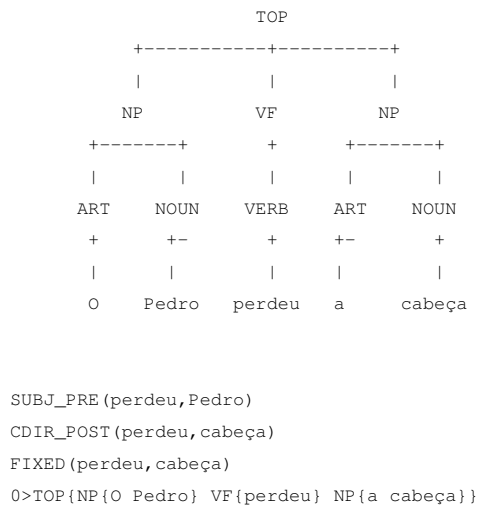 TOP
+-----------+----------+
| | |
NP VF NP
+-------+ + +-------+
| | | | |
ART NOUN VERB ART NOUN
+ +- + +- +
| | | | |
O Pedro perdeu a cabeça
SUBJ_PRE(perdeu,Pedro)
CDIR_POST(perdeu,cabeça)
FIXED(perdeu,cabeça)
0>TOP{NP{O Pedro} VF{perdeu} NP{a cabeça}}